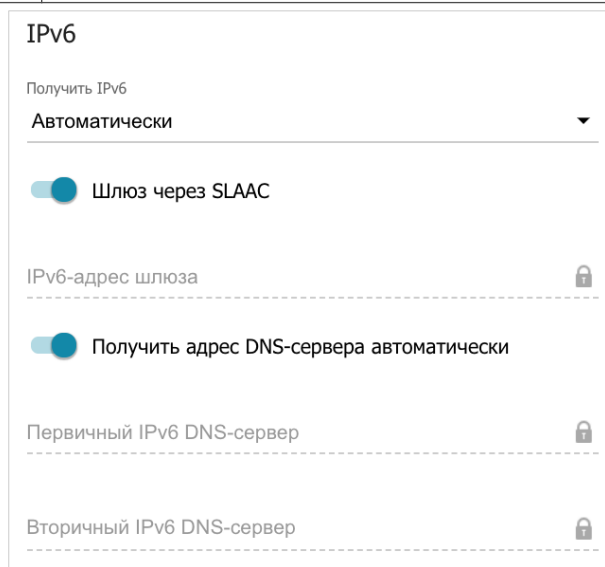 IPv6
Получить IPv6
Автоматически
Шлюз через SLAAC
IPv6-адрес шлюза
Получить адрес DNS-сервера автоматически
Первичный IPv6 DNS-сервер
Вторичный IPv6 DNS-сервер